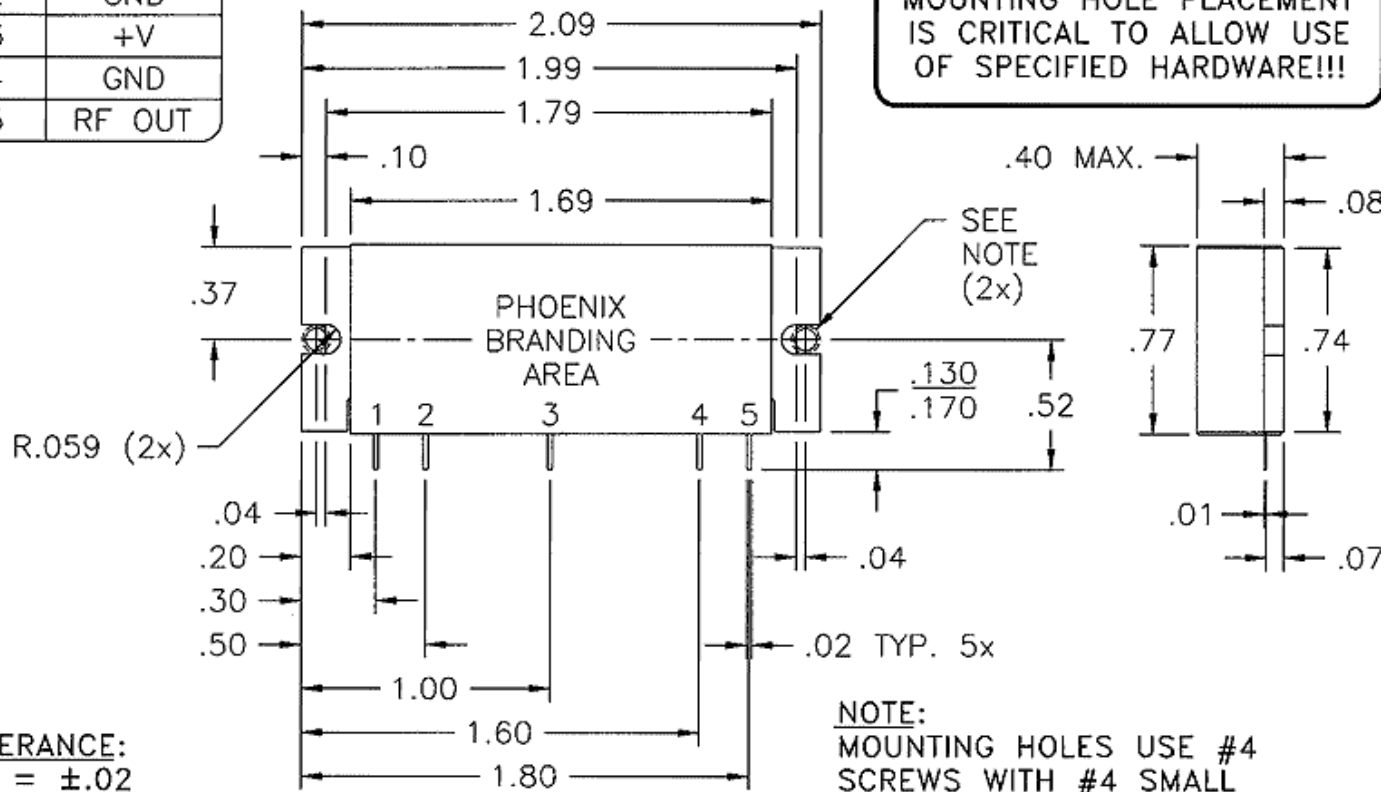 GND
+V
GND
RF OUT
MOUNTING HOLE PLACEMENT
IS CRITICAL TO ALLOW USE
OF SPECIFIED HARDWARE!!!
2.09
1.99
1.79
.10
1.69
.40 MAX.
.08
SEE
NOTE
(2x)
.37
PHOENIX
BRANDING
AREA
.77
.74
.130
.170
.52
1 2 3 4 5
R.059 (2x)
.04
.20
.30
.50
.04
.01
.07
.02 TYP. 5x
1.00
1.60
1.80
ERANCE:
= ±.02
NOTE:
MOUNTING HOLES USE #4
SCREWS WITH #4 SMALL